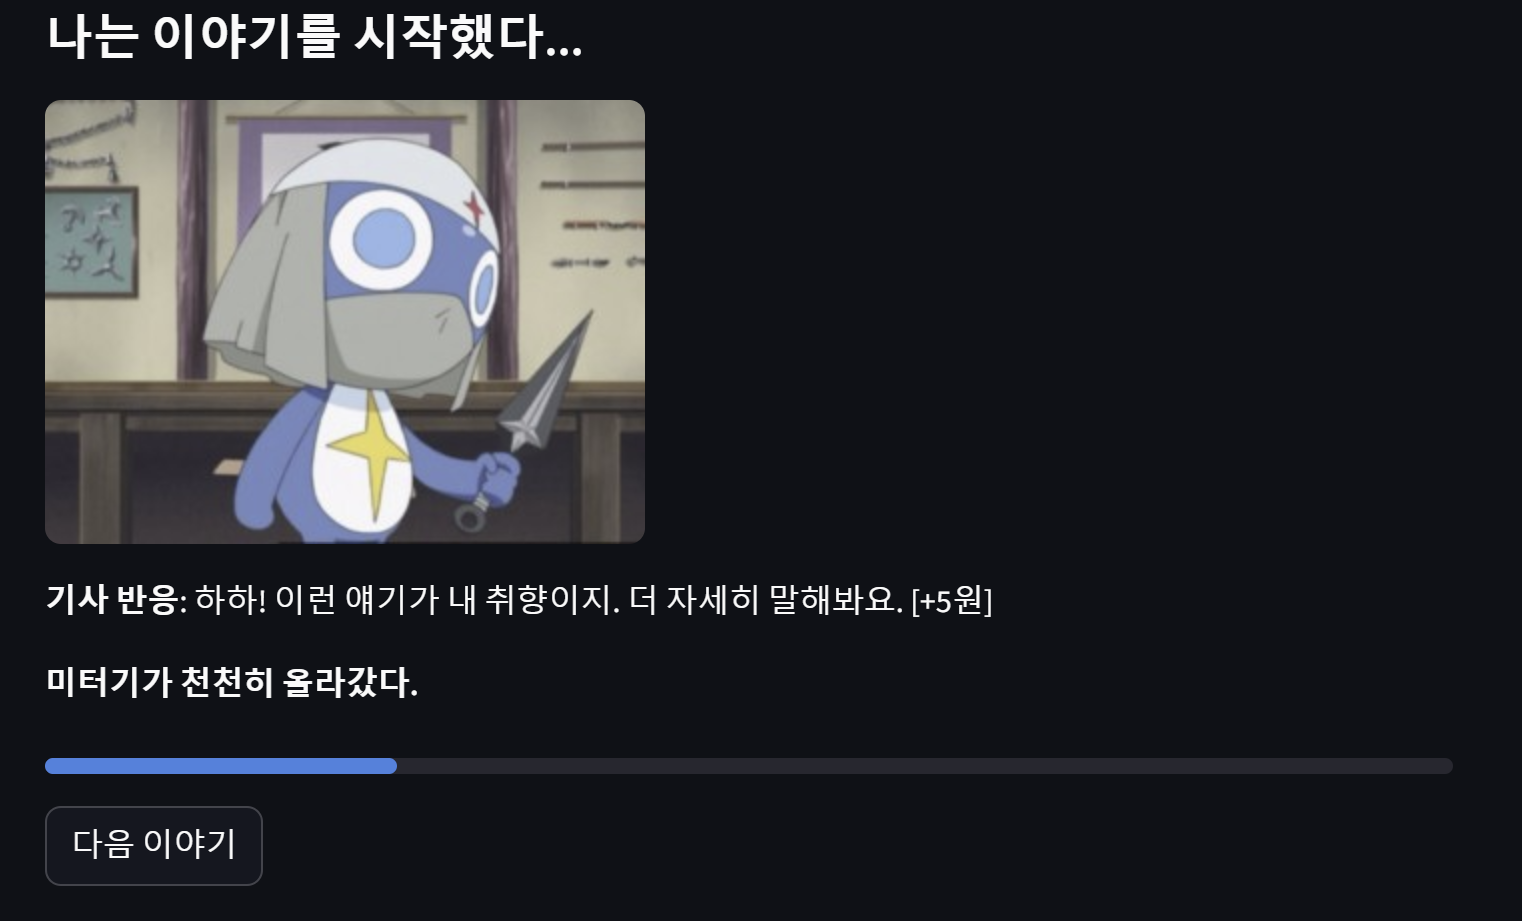 나는 이야기를 시작했다...
기사 반응: 하하! 이런 얘기가 내 취향이지. 더 자세히 말해봐요. [+5원]
미터기가 천천히 올라갔다.
다음 이야기